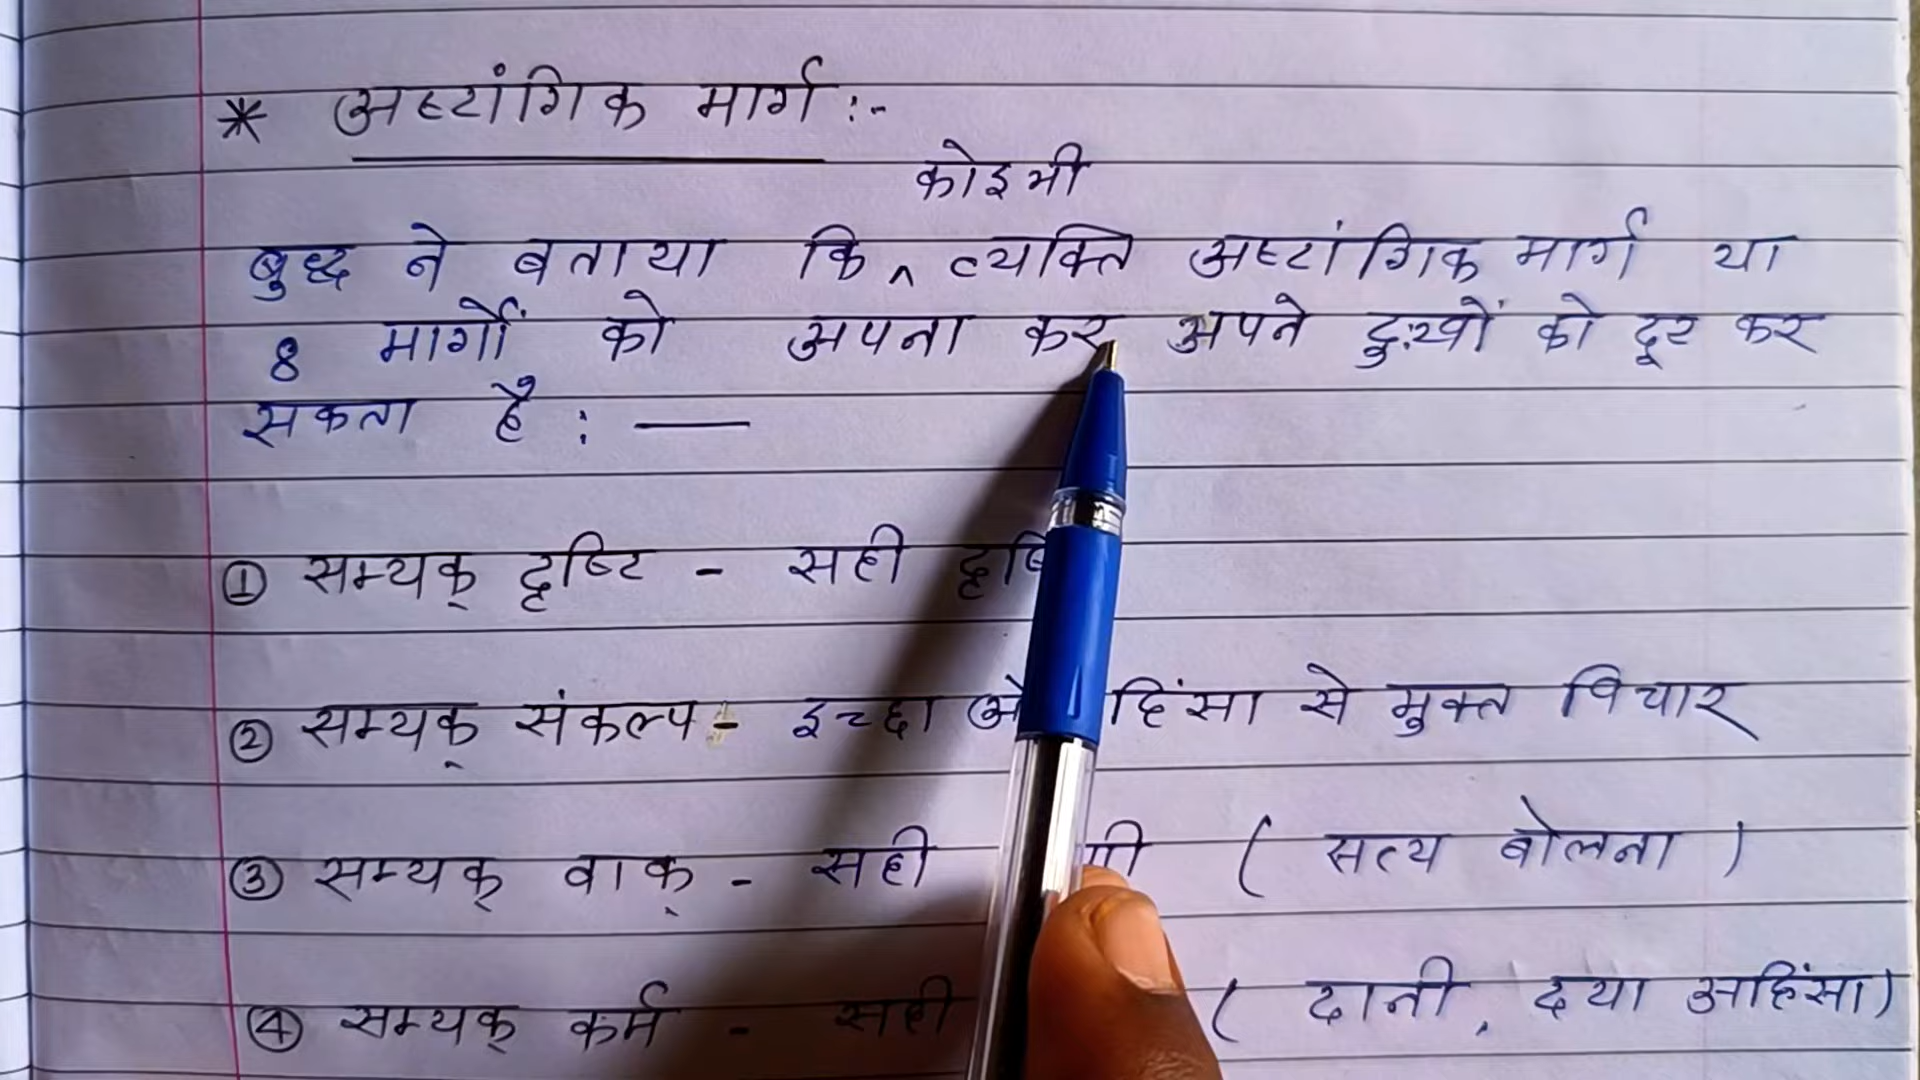 * अष्टांगिक मार्ग :-
कोइ भी
बुद्ध ने बताया कि ^ व्यक्ति अष्टांगिक मार्ग या
8 मार्गों को अपना कर अपने दुःखों को दूर कर
सकता है : —
① सम्यक् दृष्टि - सही
② सम्यक् संकल्प - इच्छा हिंसा से मुक्त विचार
③ सम्यक् वाक् - सही ( सत्य बोलना )
④ सम्यक् कर्म - सही ( दानी, दया अहिंसा)